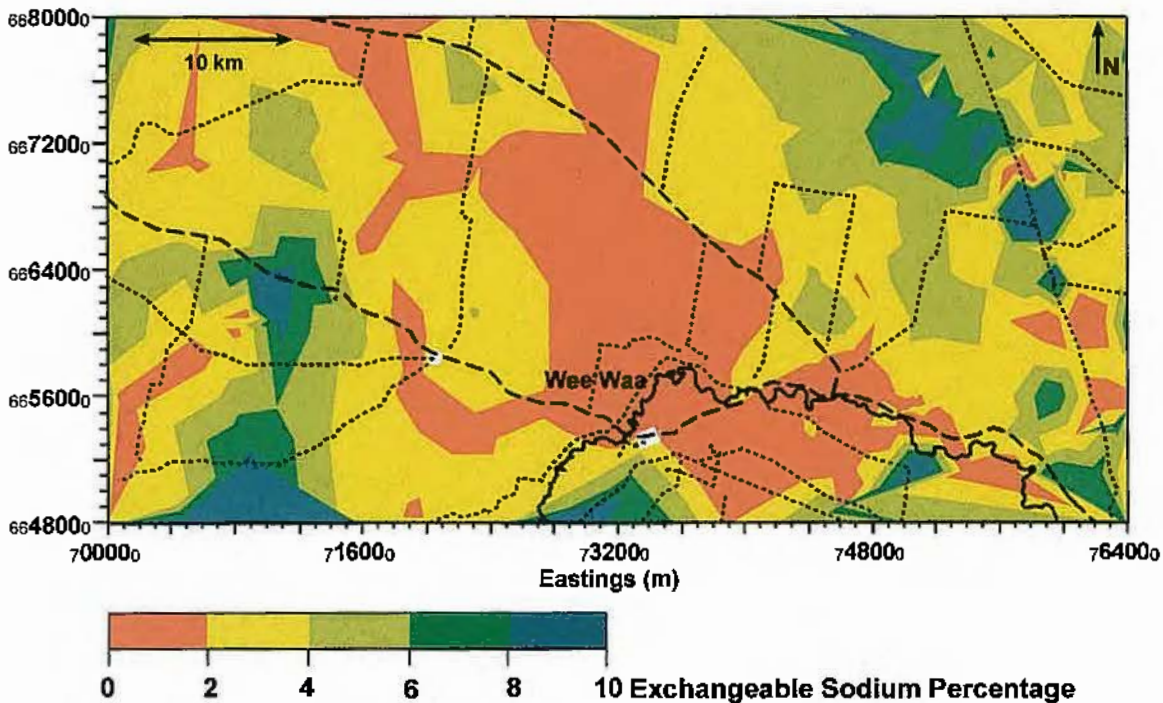 6680000
10 km
N
6672000
6664000
Wee Waa
6656000
6648000
700000 716000 732000 748000 764000
Eastings (m)
0 2 4 6 8 10 Exchangeable Sodium Percentage